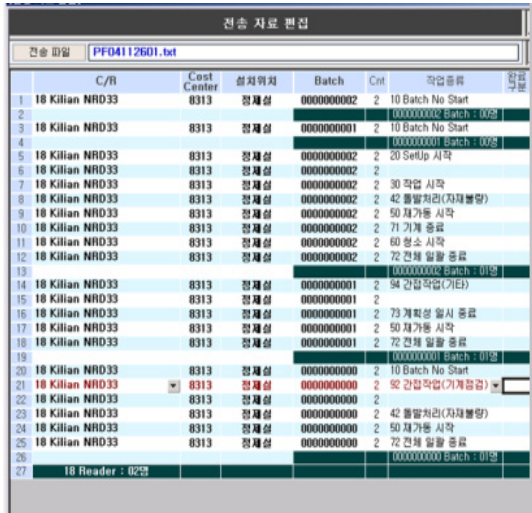 전송 자료 편집
전송 파일 PF04112601.txt
C/R Cost Center 설치위치 Batch Cnt 작업종류 완료구분
1 18 Kilian NRD33 8313 정제실 0000000002 2 10 Batch No Start
2 0000000002 Batch : 00명
3 18 Kilian NRD33 8313 정제실 0000000001 2 10 Batch No Start
4 0000000001 Batch : 00명
5 18 Kilian NRD33 8313 정제실 0000000002 2 20 SetUp 시작
6 18 Kilian NRD33 8313 정제실 0000000002 2
7 18 Kilian NRD33 8313 정제실 0000000002 2 30 작업 시작
8 18 Kilian NRD33 8313 정제실 0000000002 2 42 돌발처리(자재불량)
9 18 Kilian NRD33 8313 정제실 0000000002 2 50 재가동 시작
10 18 Kilian NRD33 8313 정제실 0000000002 2 71 기계 종료
11 18 Kilian NRD33 8313 정제실 0000000002 2 60 청소 시작
12 18 Kilian NRD33 8313 정제실 0000000002 2 72 전체 일괄 종료
13 0000000002 Batch : 01명
14 18 Kilian NRD33 8313 정제실 0000000001 2 94 간접작업(기타)
15 18 Kilian NRD33 8313 정제실 0000000001 2
16 18 Kilian NRD33 8313 정제실 0000000001 2 73 계획성 일시 종료
17 18 Kilian NRD33 8313 정제실 0000000001 2 50 재가동 시작
18 18 Kilian NRD33 8313 정제실 0000000001 2 72 전체 일괄 종료
19 0000000001 Batch : 01명
20 18 Kilian NRD33 8313 정제실 0000000000 2 10 Batch No Start
21 18 Kilian NRD33 8313 정제실 0000000000 2 92 간접작업(기계점검)
22 18 Kilian NRD33 8313 정제실 0000000000 2
23 18 Kilian NRD33 8313 정제실 0000000000 2 42 돌발처리(자재불량)
24 18 Kilian NRD33 8313 정제실 0000000000 2 50 재가동 시작
25 18 Kilian NRD33 8313 정제실 0000000000 2 72 전체 일괄 종료
26 0000000000 Batch : 01명
27 18 Reader : 02명